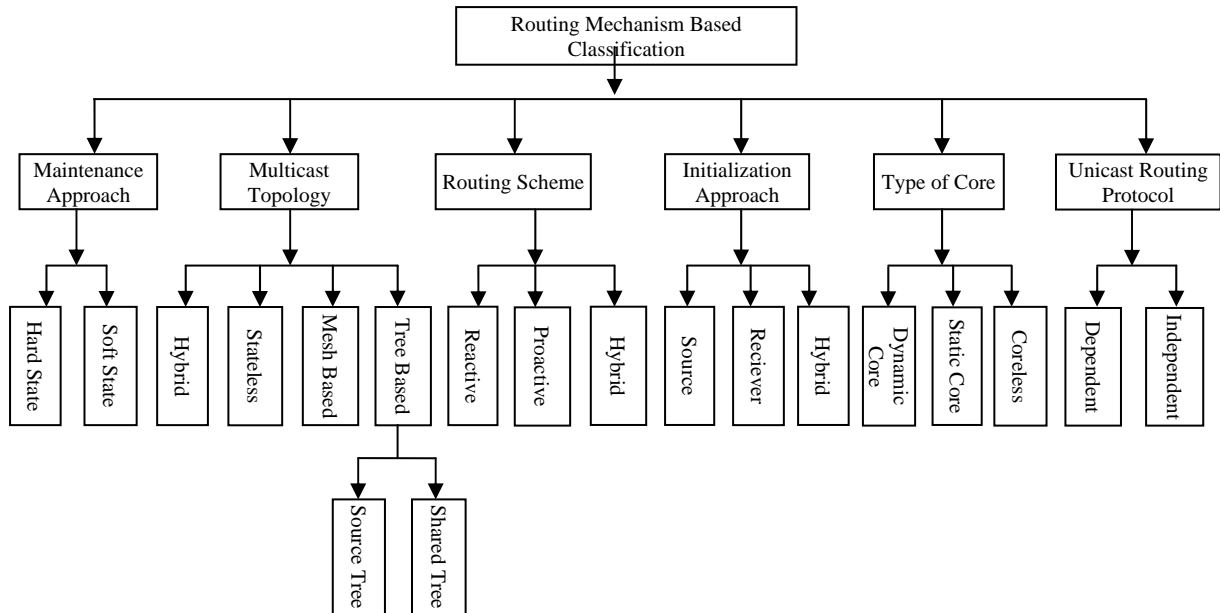 Routing Mechanism Based
Classification
Maintenance
Approach
Multicast
Topology
Routing Scheme
Initialization
Approach
Type of Core
Unicast Routing
Protocol
Hard State
Soft State
Hybrid
Stateless
Mesh Based
Tree Based
Reactive
Proactive
Hybrid
Source
Reciever
Hybrid
Dynamic
Core
Static Core
Coreless
Dependent
Independent
Source Tree
Shared Tree